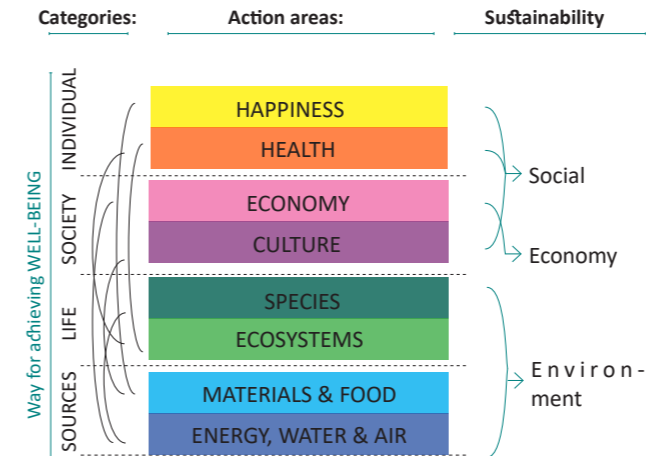 Categories: Action areas: Sustainability
Way for achieving WELL-BEING
INDIVIDUAL
HAPPINESS
HEALTH
SOCIETY
ECONOMY
CULTURE
LIFE
SPECIES
ECOSYSTEMS
SOURCES
MATERIALS & FOOD
ENERGY, WATER & AIR
Social
Economy
Environ-
ment